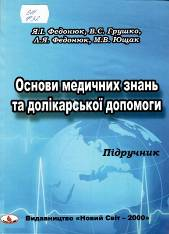 Я.І. Федонюк, В.С. Грушко,
Л.Я. Федонюк, М.В. Ющак
Основи медичних знань
та долікарської допомоги
Підручник
Видавництво «Новий Світ – 2000»